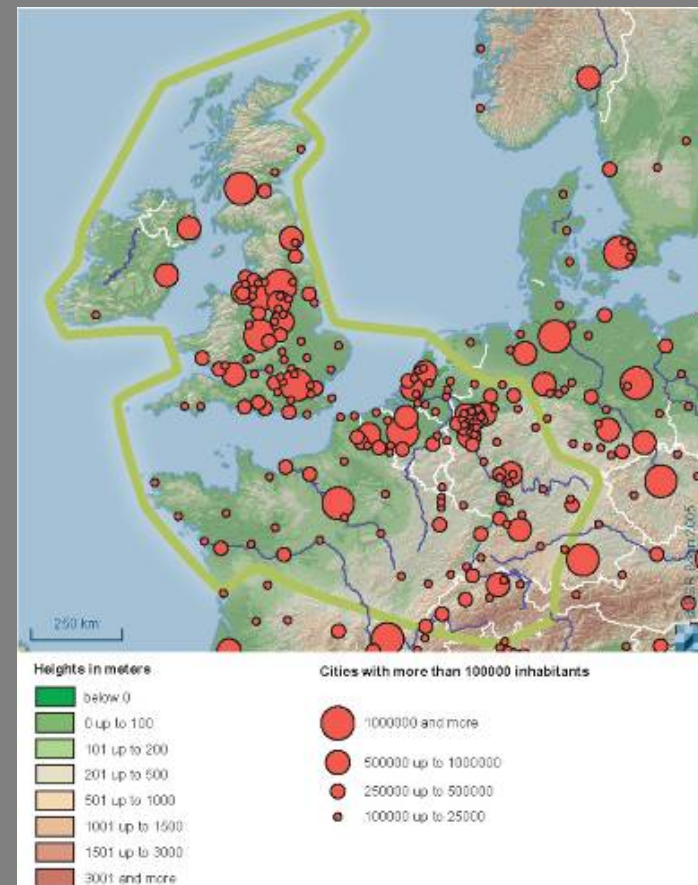 250 km
Heights in meters
below 0
0 up to 100
101 up to 200
201 up to 500
501 up to 1000
1001 up to 1500
1501 up to 3000
3001 and more
Cities with more than 100000 inhabitants
1000000 and more
500000 up to 1000000
250000 up to 500000
100000 up to 25000